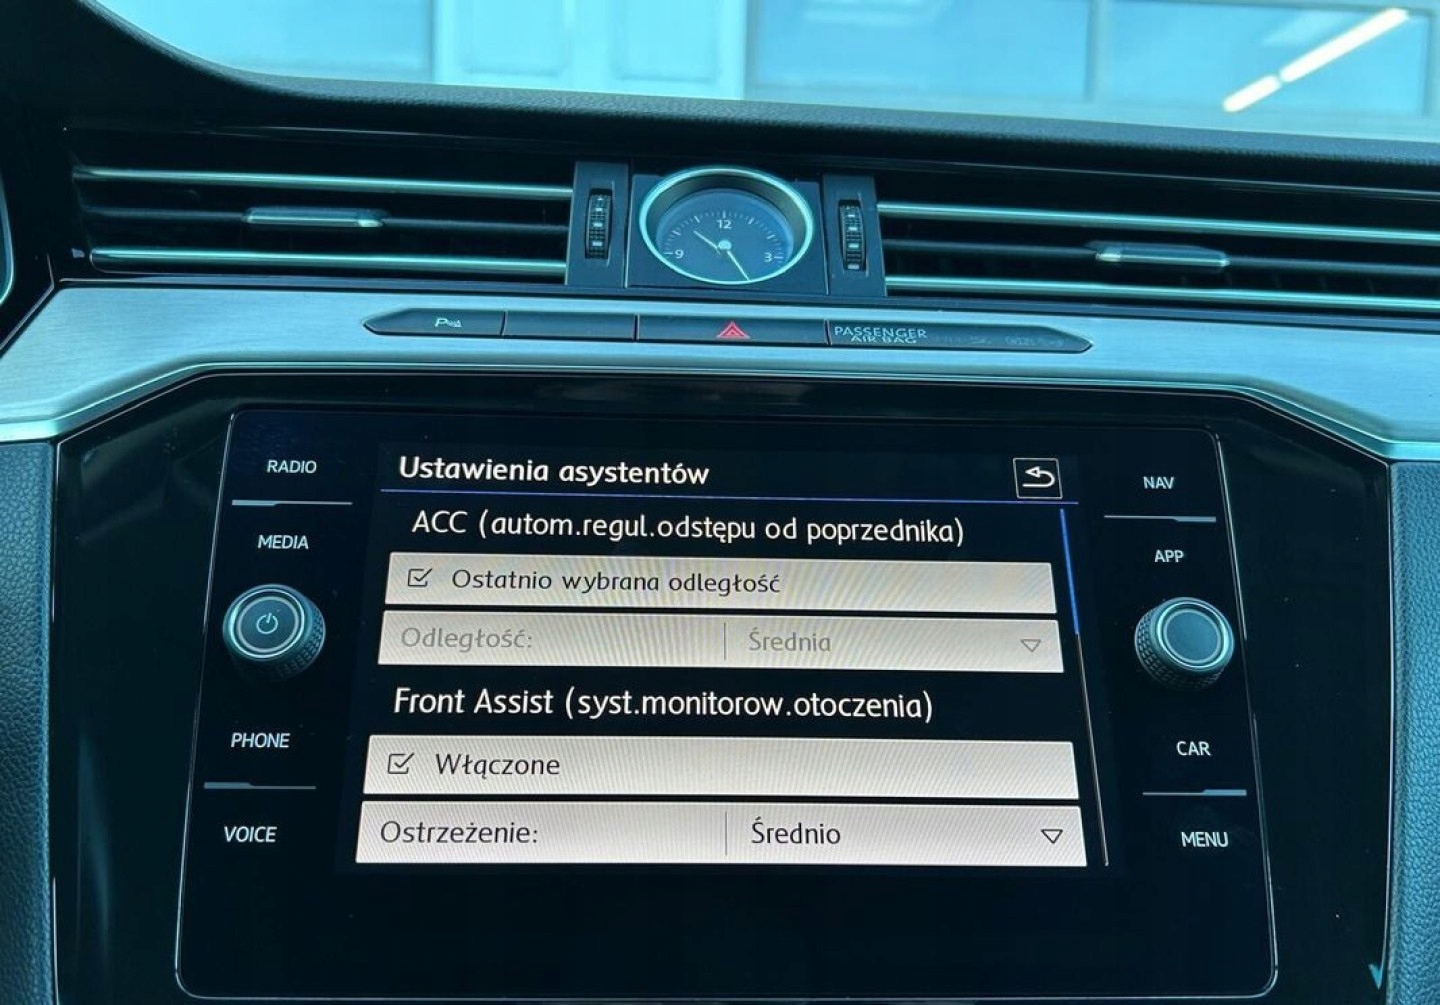 12
9
3
P
PASSENGER
AIR BAG
RADIO
MEDIA
PHONE
VOICE
Ustawienia asystentów
ACC (autom.regul.odstępu od poprzednika)
Ostatnio wybrana odległość
Odległość: Średnia
Front Assist (syst.monitorow.otoczenia)
Włączone
Ostrzeżenie: Średnio
NAV
APP
CAR
MENU